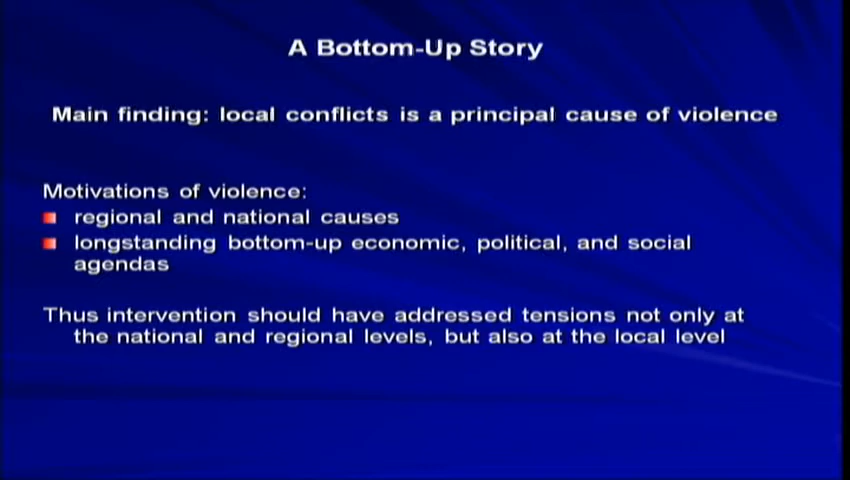 A Bottom-Up Story
Main finding: local conflicts is a principal cause of violence
Motivations of violence:
regional and national causes
longstanding bottom-up economic, political, and social
agendas
Thus intervention should have addressed tensions not only at
the national and regional levels, but also at the local level